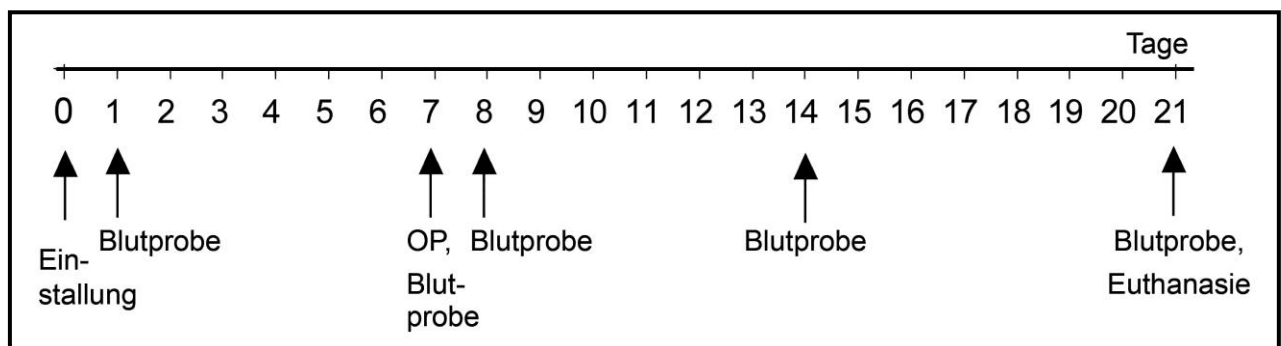 Tage
0 1 2 3 4 5 6 7 8 9 10 11 12 13 14 15 16 17 18 19 20 21
Ein-
stallung
Blutprobe
OP,
Blut-
probe
Blutprobe
Blutprobe
Blutprobe,
Euthanasie